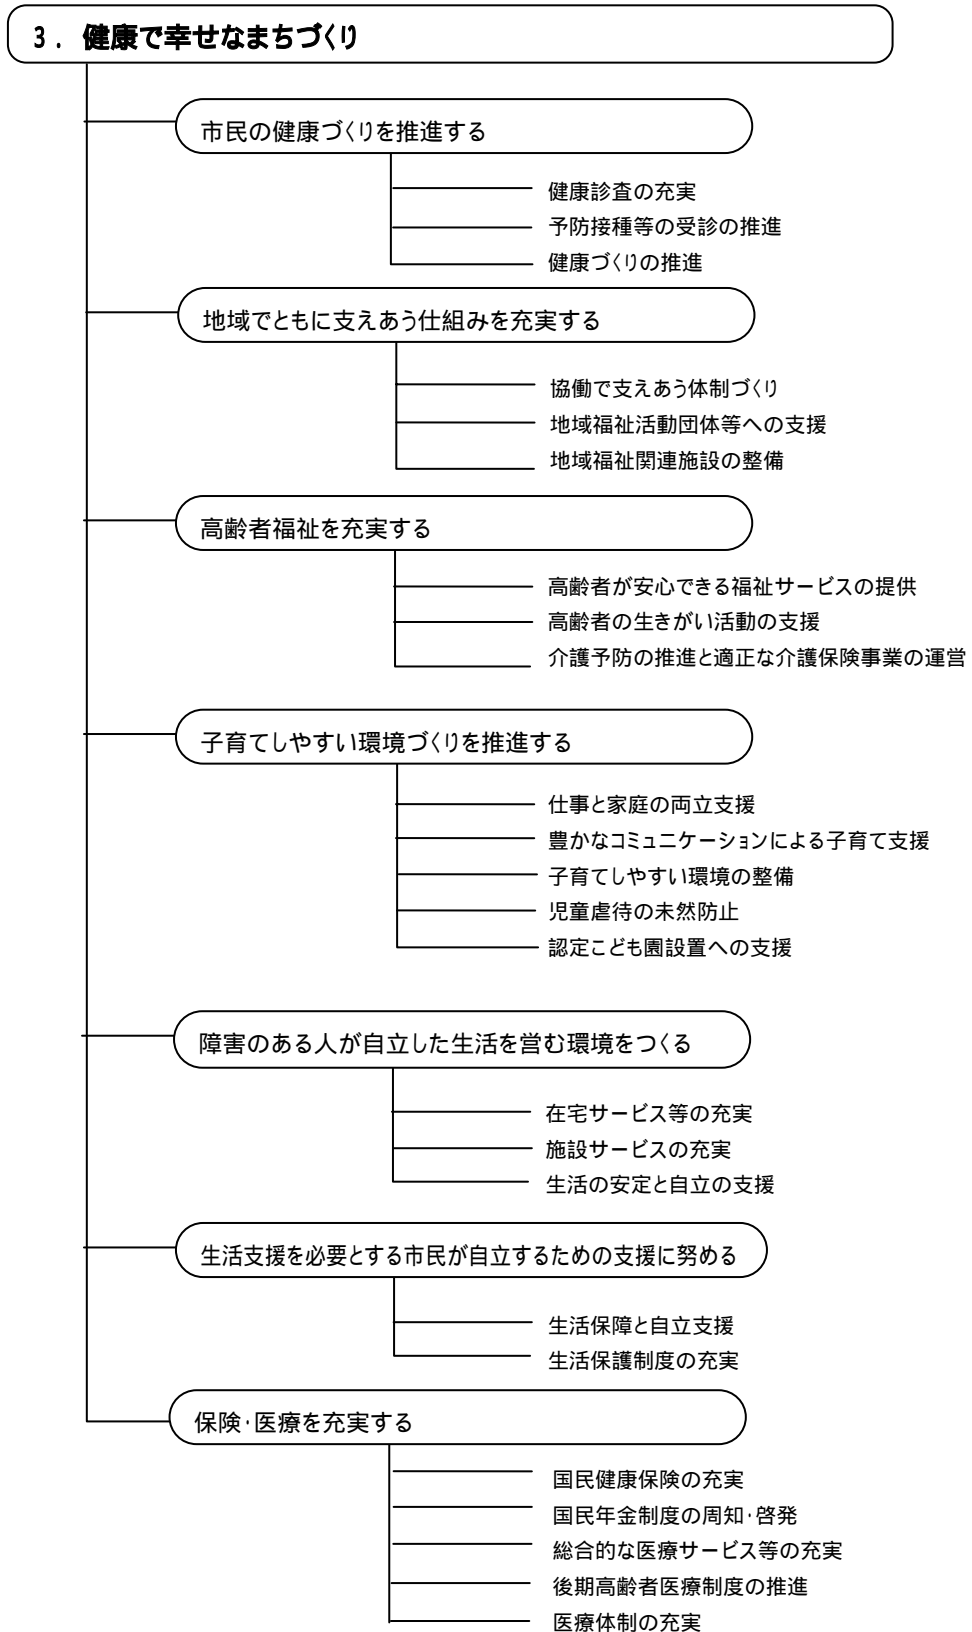 ３．健康で幸せなまちづくり
市民の健康づくりを推進する
健康診査の充実
予防接種等の受診の推進
健康づくりの推進
地域でともに支えあう仕組みを充実する
協働で支えあう体制づくり
地域福祉活動団体等への支援
地域福祉関連施設の整備
高齢者福祉を充実する
高齢者が安心できる福祉サービスの提供
高齢者の生きがい活動の支援
介護予防の推進と適正な介護保険事業の運営
子育てしやすい環境づくりを推進する
仕事と家庭の両立支援
豊かなコミュニケーションによる子育て支援
子育てしやすい環境の整備
児童虐待の未然防止
認定こども園設置への支援
障害のある人が自立した生活を営む環境をつくる
在宅サービス等の充実
施設サービスの充実
生活の安定と自立の支援
生活支援を必要とする市民が自立するための支援に努める
生活保障と自立支援
生活保護制度の充実
保険・医療を充実する
国民健康保険の充実
国民年金制度の周知・啓発
総合的な医療サービス等の充実
後期高齢者医療制度の推進
医療体制の充実